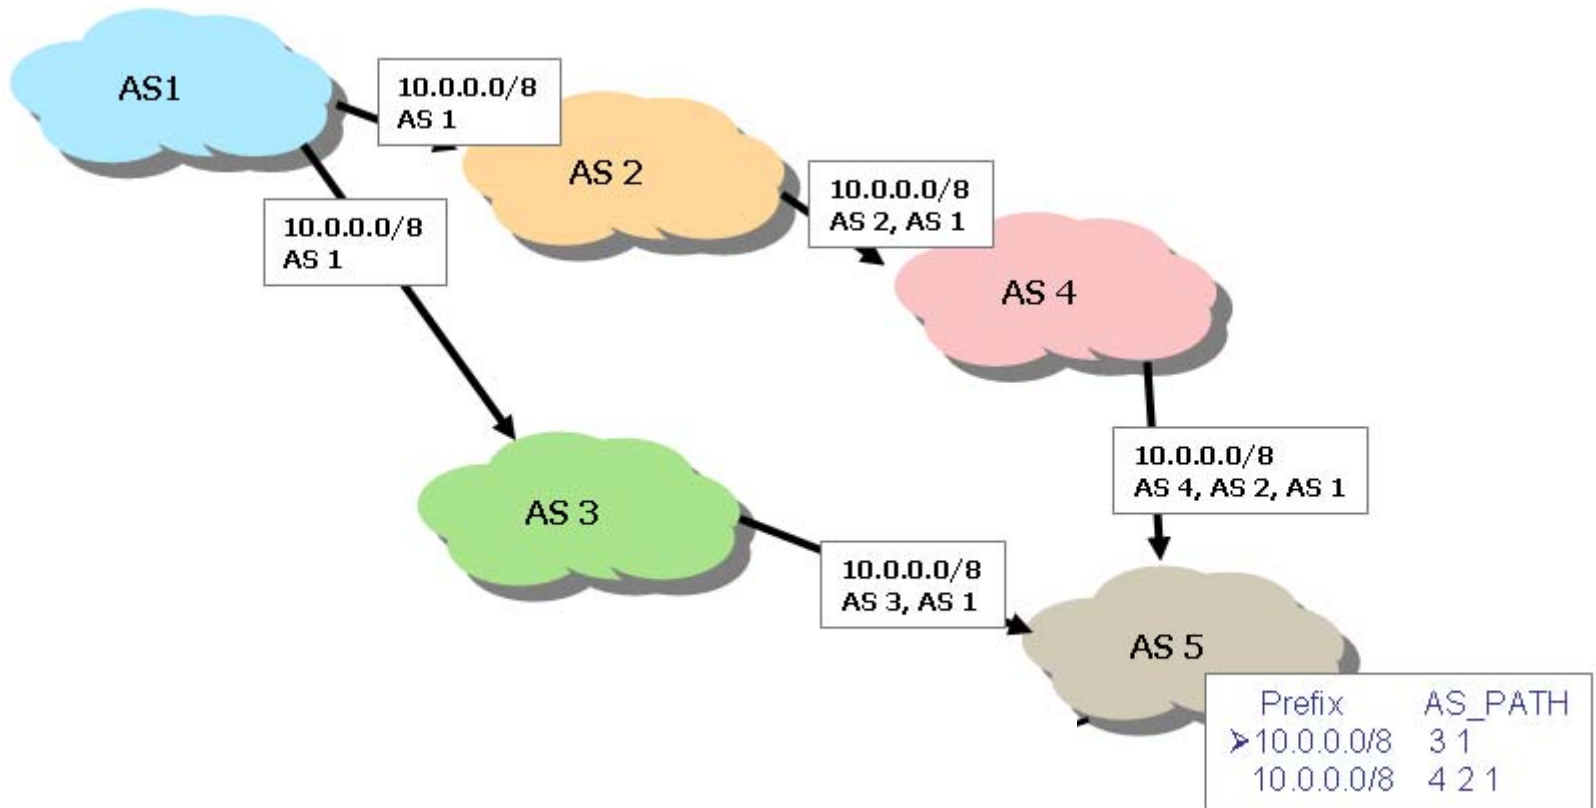 AS1
10.0.0.0/8
AS 1
AS 2
10.0.0.0/8
AS 2, AS 1
10.0.0.0/8
AS 1
AS 4
10.0.0.0/8
AS 4, AS 2, AS 1
AS 3
10.0.0.0/8
AS 3, AS 1
AS 5
Prefix AS_PATH
➢10.0.0.0/8 3 1
10.0.0.0/8 4 2 1